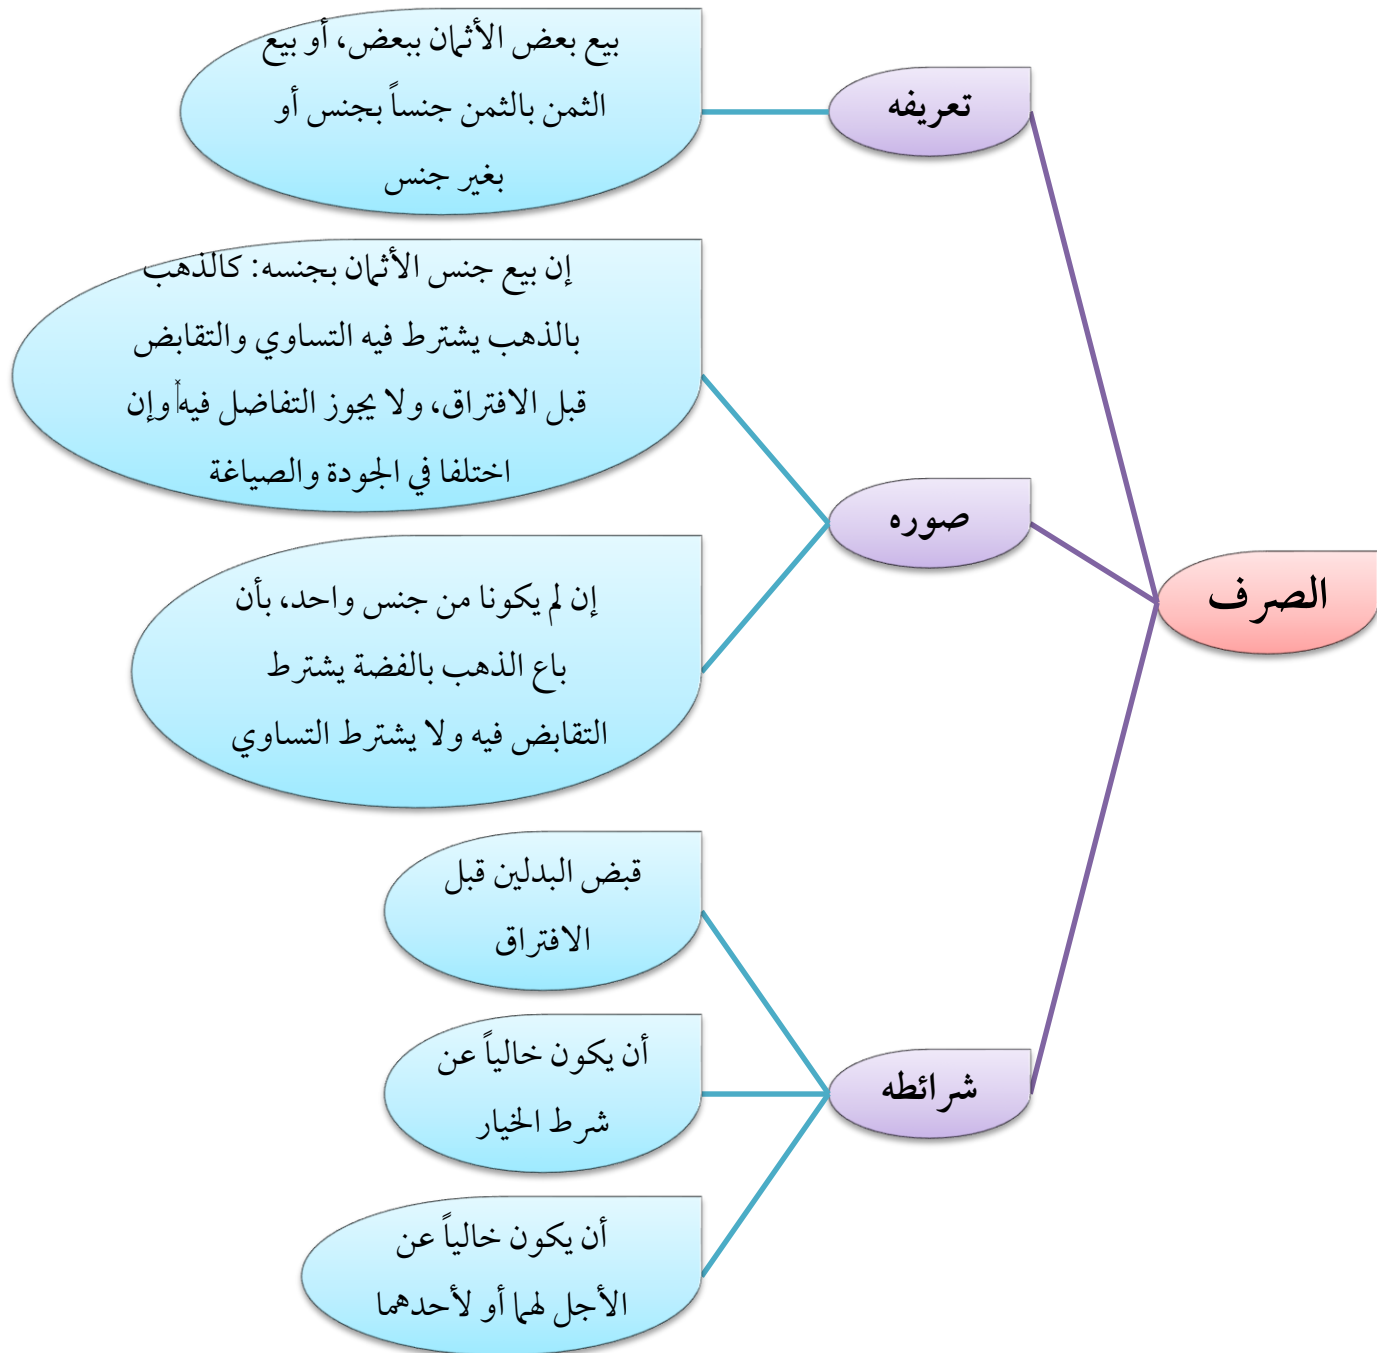 الصرف
تعريفه
بيع بعض الأثمان ببعض، أو بيع
الثمن بالثمن جنساً بجنس أو
بغير جنس
صوره
إن بيع جنس الأثمان بجنسه: كالذهب
بالذهب يشترط فيه التساوي والتقابض
قبل الافتراق، ولا يجوز التفاضل فيه وإن
اختلفا في الجودة والصياغة
إن لم يكونا من جنس واحد، بأن
باع الذهب بالفضة يشترط
التقابض فيه ولا يشترط التساوي
شرائطه
قبض البدلين قبل
الافتراق
أن يكون خالياً عن
شرط الخيار
أن يكون خالياً عن
الأجل لهما أو لأحدهما